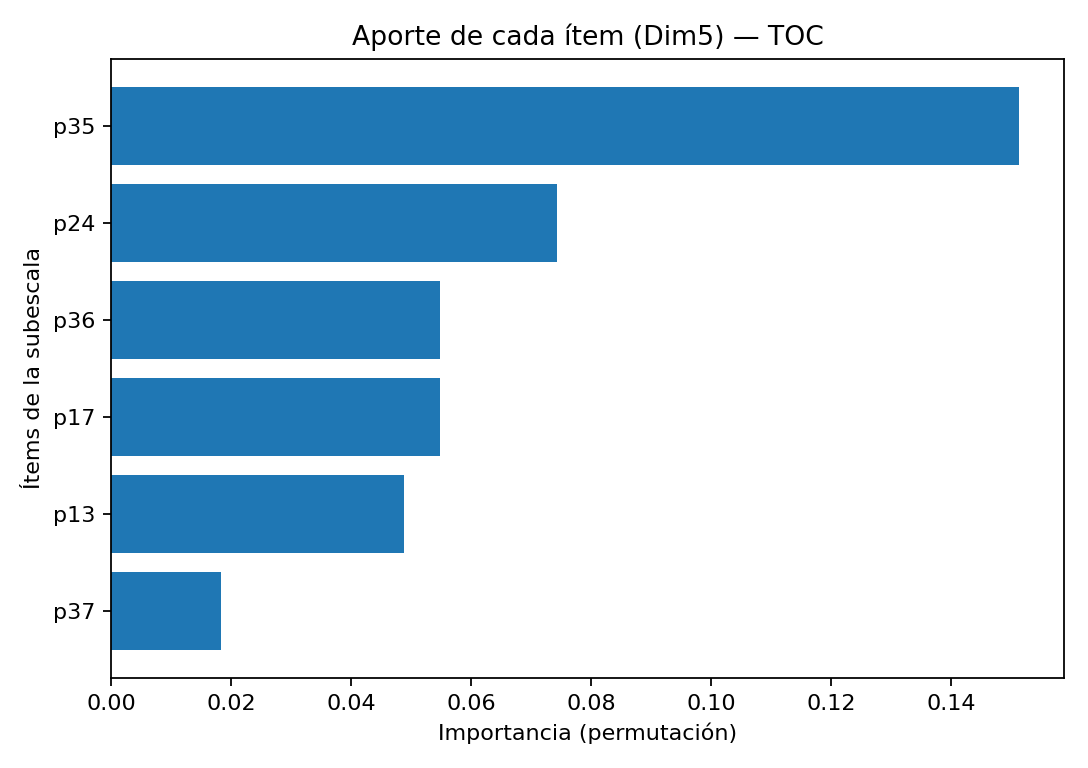 Aporte de cada ítem (Dim5) — TOC
Ítems de la subescala
p35
p24
p36
p17
p13
p37
0.00 0.02 0.04 0.06 0.08 0.10 0.12 0.14
Importancia (permutación)